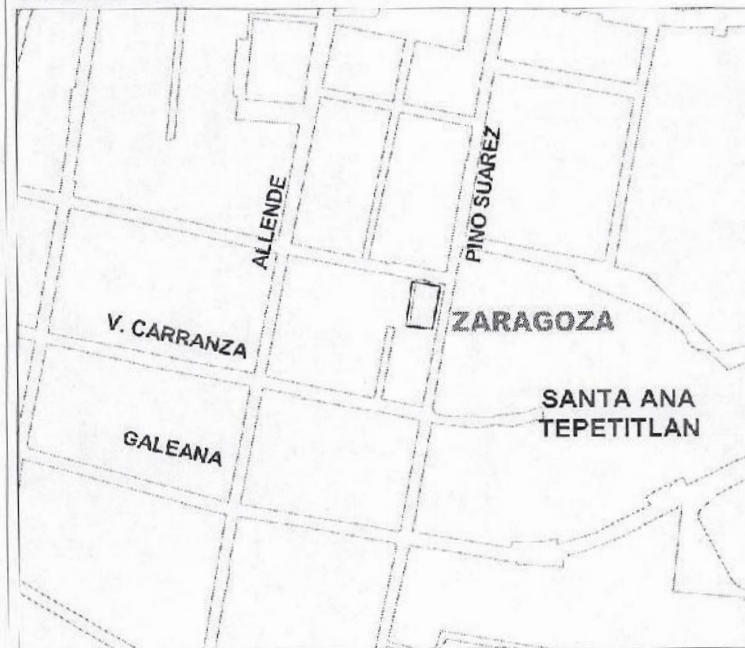 ALLENDE
PINO SUAREZ
V. CARRANZA
ZARAGOZA
SANTA ANA
TEPETITLAN
GALEANA